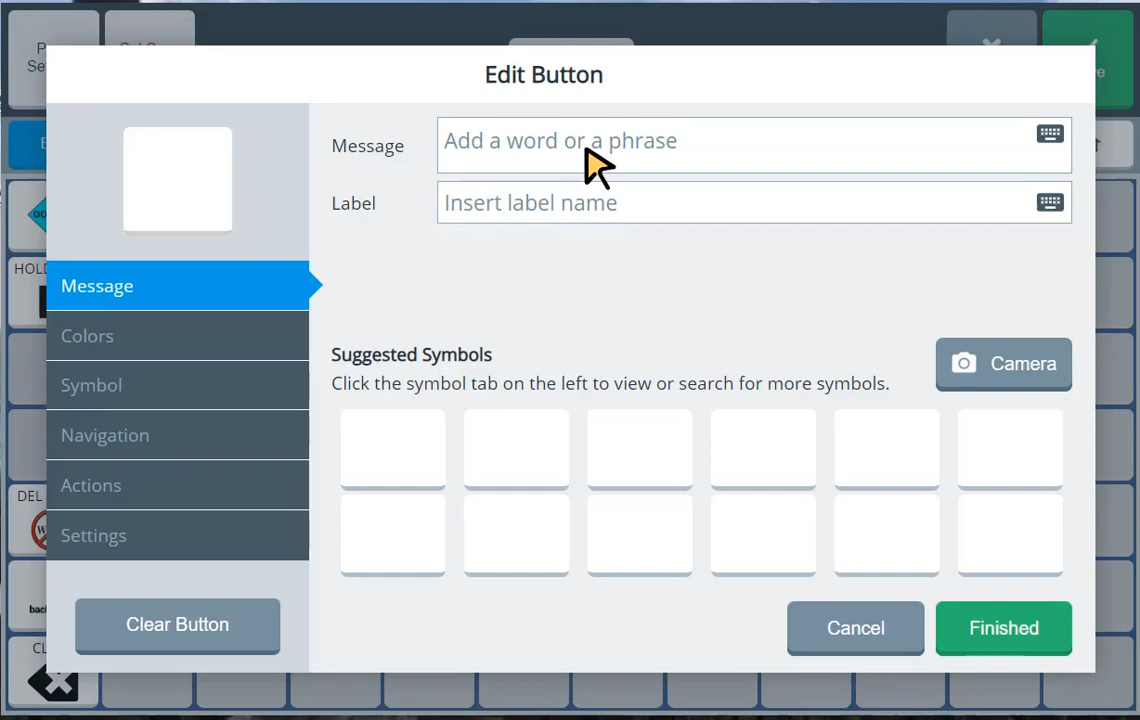 Edit Button
Message
Add a word or a phrase
Label
Insert label name
Message
Colors
Symbol
Navigation
Actions
Settings
Suggested Symbols
Click the symbol tab on the left to view or search for more symbols.
Camera
Clear Button
Cancel
Finished
HOLD
DEL